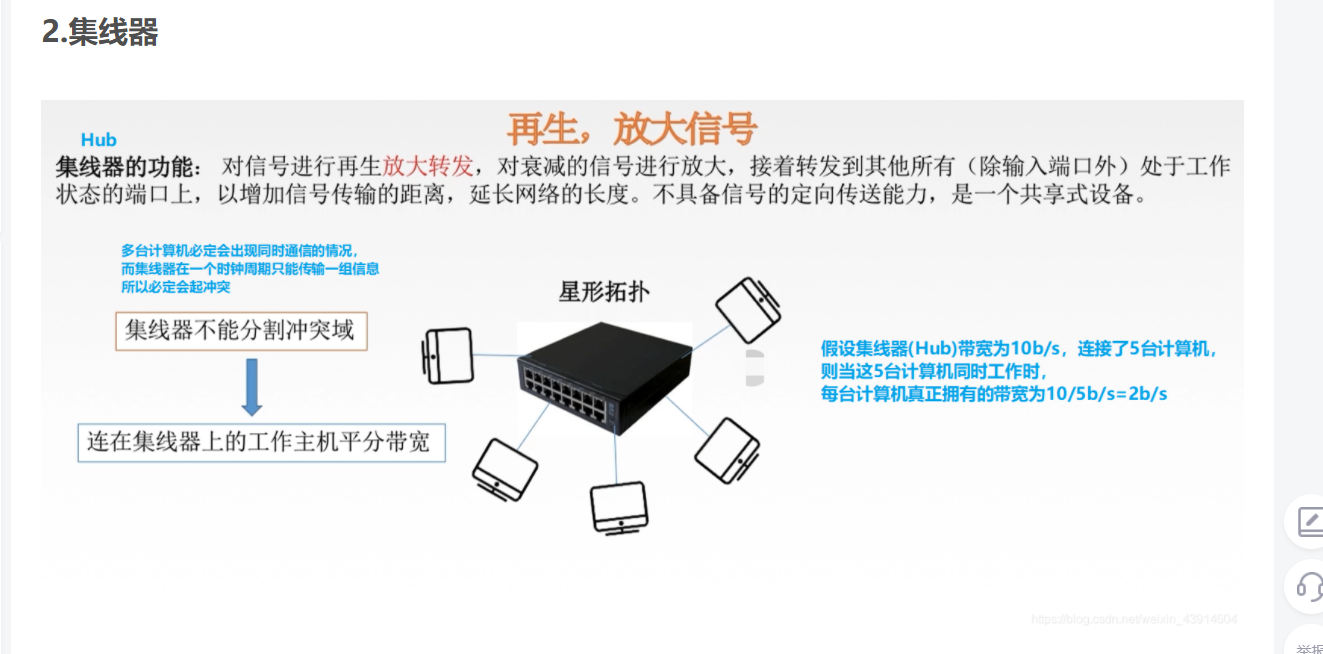 2.集线器
再生，放大信号
Hub
集线器的功能： 对信号进行再生放大转发，对衰减的信号进行放大，接着转发到其他所有（除输入端口外）处于工作
状态的端口上，以增加信号传输的距离，延长网络的长度。不具备信号的定向传送能力，是一个共享式设备。
多台计算机必定会出现同时通信的情况，
而集线器在一个时钟周期只能传输一组信息
所以必定会起冲突
集线器不能分割冲突域
连在集线器上的工作主机平分带宽
星形拓扑
假设集线器(Hub)带宽为10b/s，连接了5台计算机，
则当这5台计算机同时工作时，
每台计算机真正拥有的带宽为10/5b/s=2b/s
https://blog.csdn.net/weixin_43914604
举报